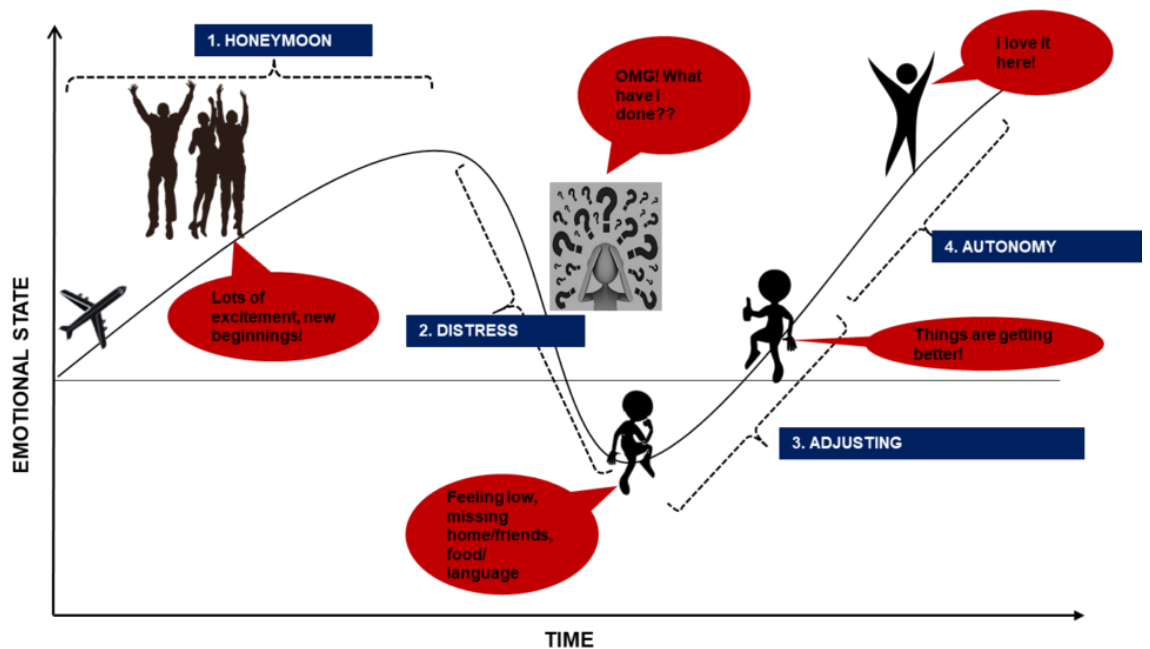 1. HONEYMOON
I love it
here!
OMG! What
have I
done??
4. AUTONOMY
Lots of
excitement, new
beginnings!
2. DISTRESS
Things are getting
better!
EMOTIONAL STATE
3. ADJUSTING
Feeling low,
missing
home/friends,
food/
language
TIME